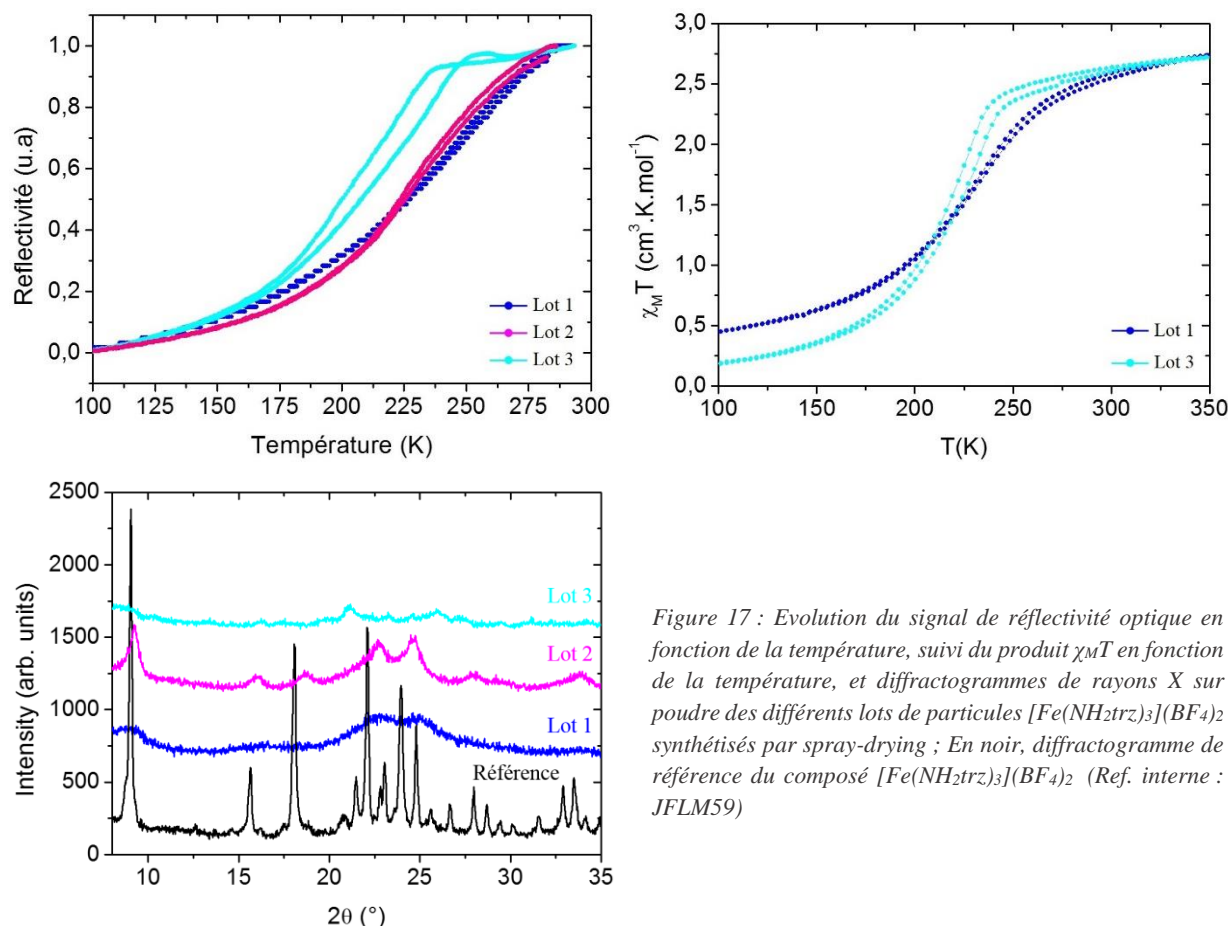 1,0
0,8
0,6
0,4
0,2
0,0
Reflectivité (u.a)
Lot 1
Lot 2
Lot 3
100 125 150 175 200 225 250 275 300
Température (K)
3,0
2,5
2,0
1,5
1,0
0,5
0,0
χMT (cm³.K.mol⁻¹)
Lot 1
Lot 3
100 150 200 250 300 350
T(K)
2500
2000
1500
1000
500
0
Intensity (arb. units)
Lot 3
Lot 2
Lot 1
Référence
10 15 20 25 30 35
2θ (°)
Figure 17 : Evolution du signal de réflectivité optique en
fonction de la température, suivi du produit χMT en fonction
de la température, et diffractogrammes de rayons X sur
poudre des différents lots de particules [Fe(NH2trz)3](BF4)2
synthétisés par spray-drying ; En noir, diffractogramme de
référence du composé [Fe(NH2trz)3](BF4)2 (Ref. interne :
JFLM59)